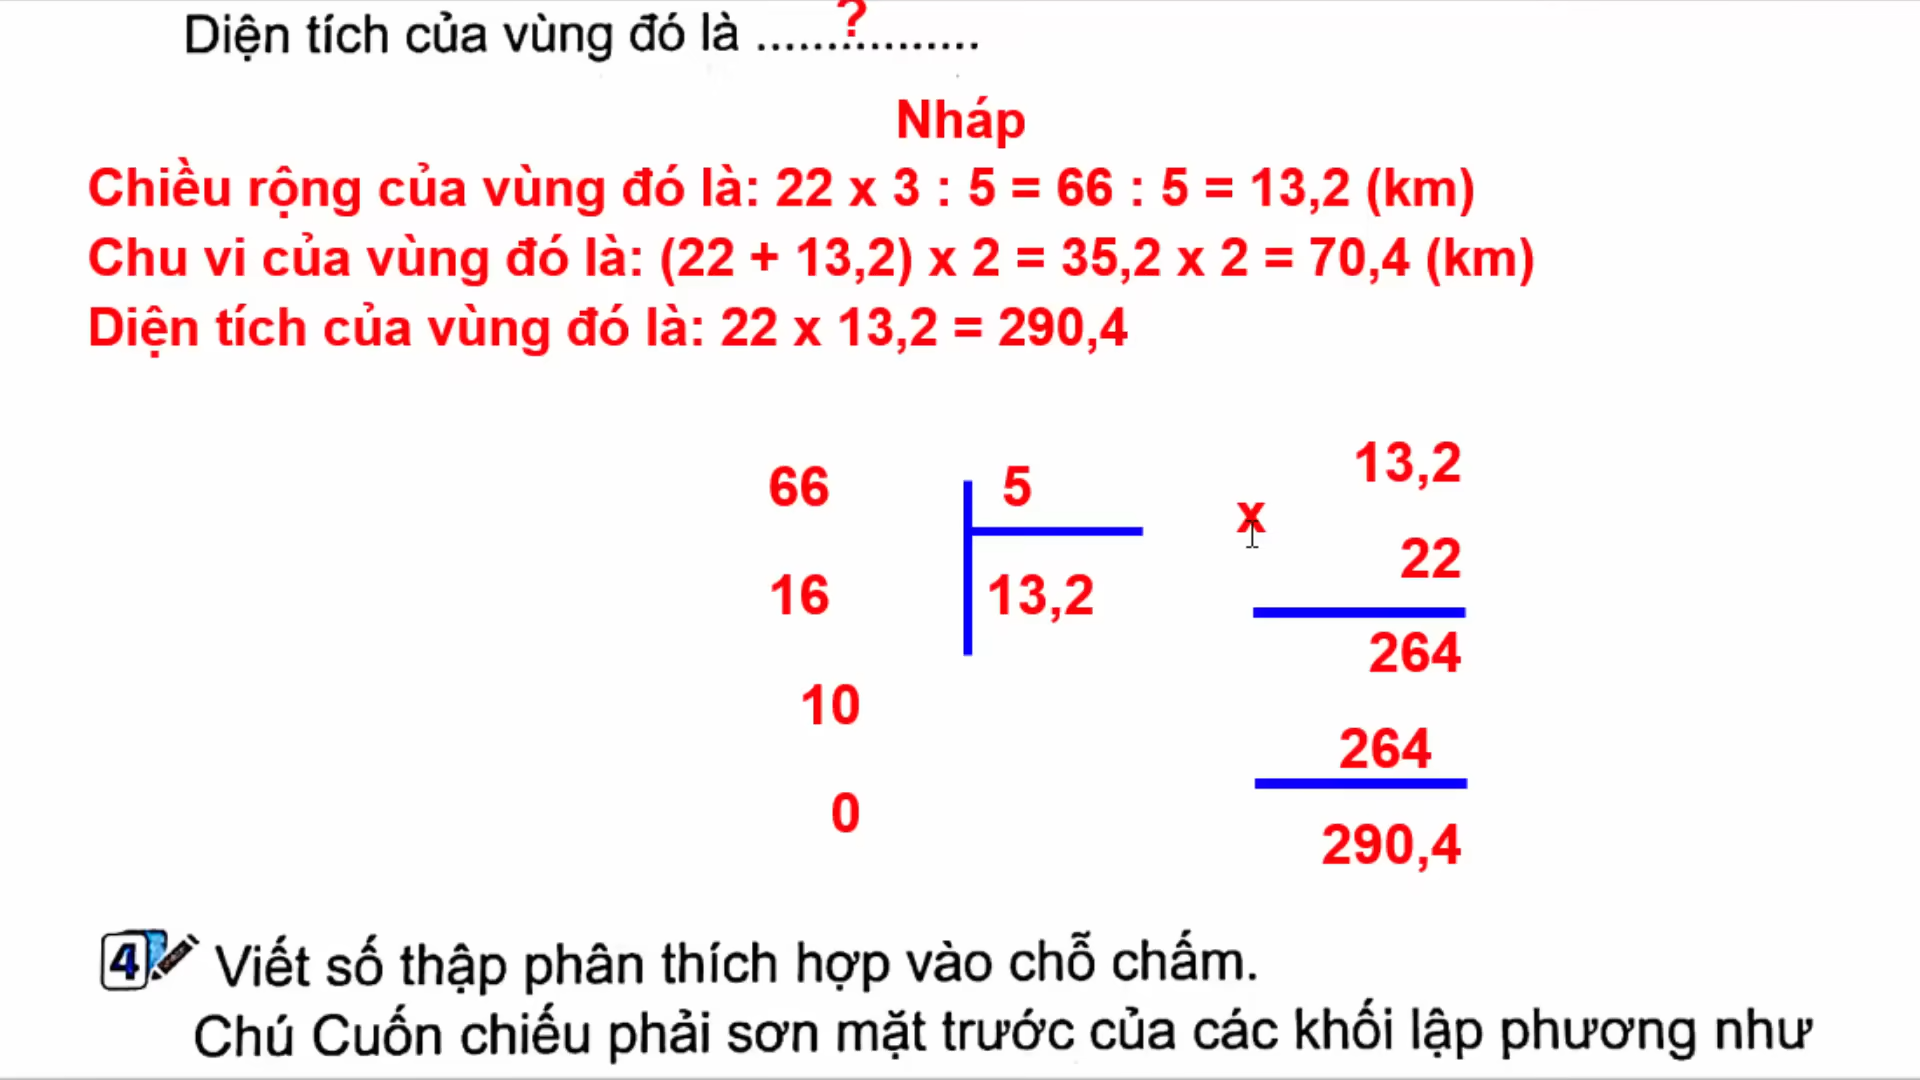 Diện tích của vùng đó là ................
?
Nháp
Chiều rộng của vùng đó là: 22 x 3 : 5 = 66 : 5 = 13,2 (km)
Chu vi của vùng đó là: (22 + 13,2) x 2 = 35,2 x 2 = 70,4 (km)
Diện tích của vùng đó là: 22 x 13,2 = 290,4
66 5
16 13,2
10
0
13,2
x
22
264
264
290,4
4 Viết số thập phân thích hợp vào chỗ chấm.
Chú Cuốn chiếu phải sơn mặt trước của các khối lập phương như